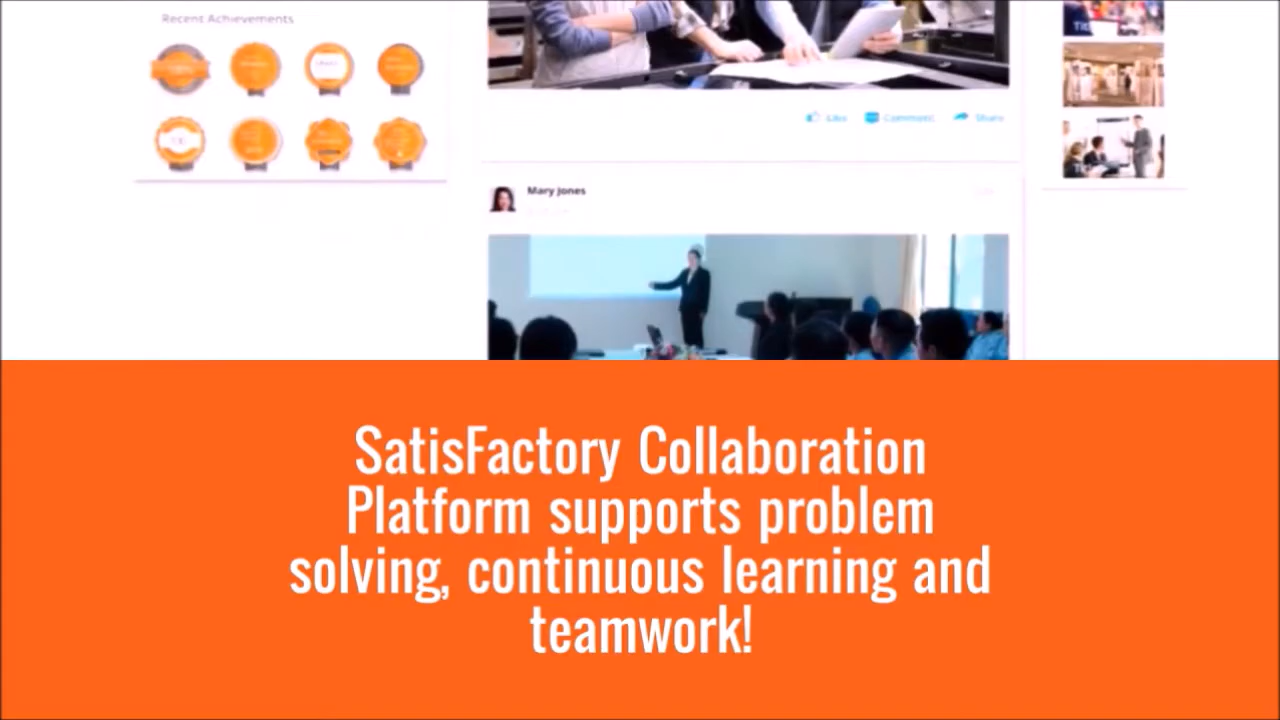 Recent Achievements
Like Comment Share
Mary Jones
SatisFactory Collaboration
Platform supports problem
solving, continuous learning and
teamwork!